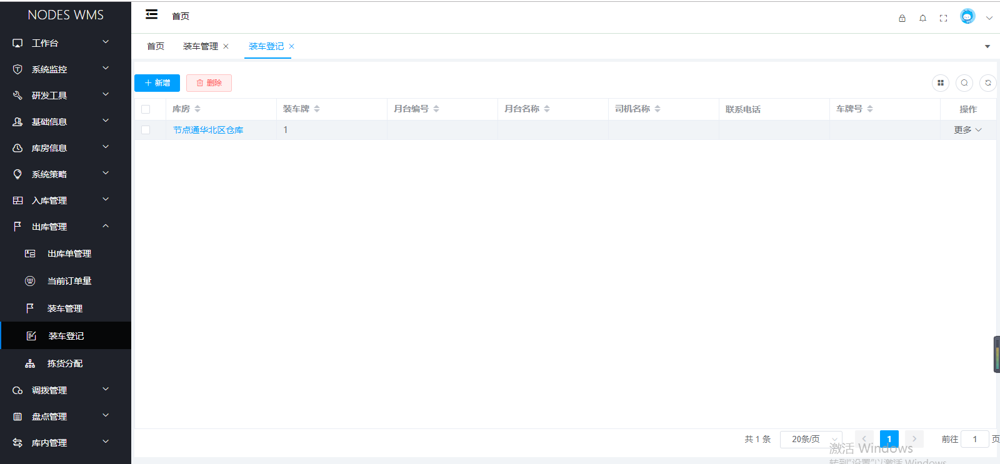 NODES WMS
首页
工作台
系统监控
研发工具
基础信息
库房信息
系统策略
入库管理
出库管理
出库单管理
当前订单量
装车管理
装车登记
拣货分配
调拨管理
盘点管理
库内管理
首页 装车管理 装车登记
新增 删除
库房 装车牌 月台编号 月台名称 司机名称 联系电话 车牌号 操作
节点通华北区仓库 1 更多
共 1 条 20条/页 1 前往 1 页
激活 Windows
转到"设置"以激活 Windows